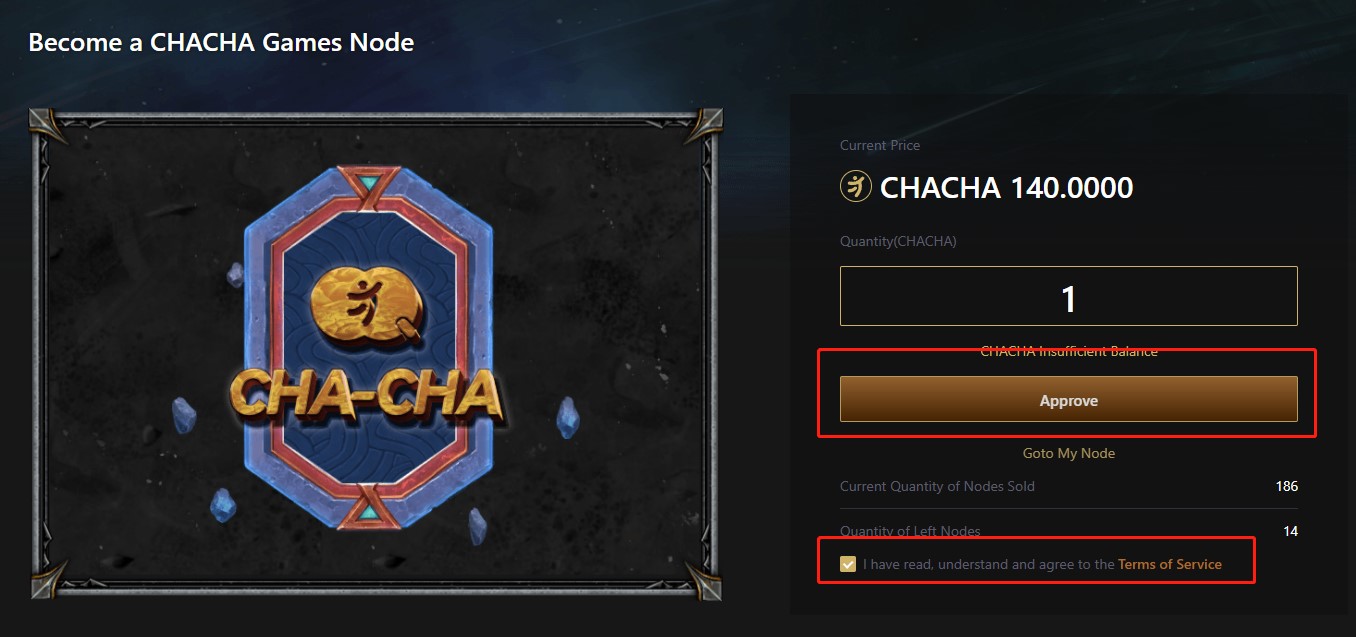 Become a CHACHA Games Node
CHA-CHA
Current Price
CHACHA 140.0000
Quantity(CHACHA)
1
CHACHA Insufficient Balance
Approve
Goto My Node
Current Quantity of Nodes Sold 186
Quantity of Left Nodes 14
I have read, understand and agree to the Terms of Service